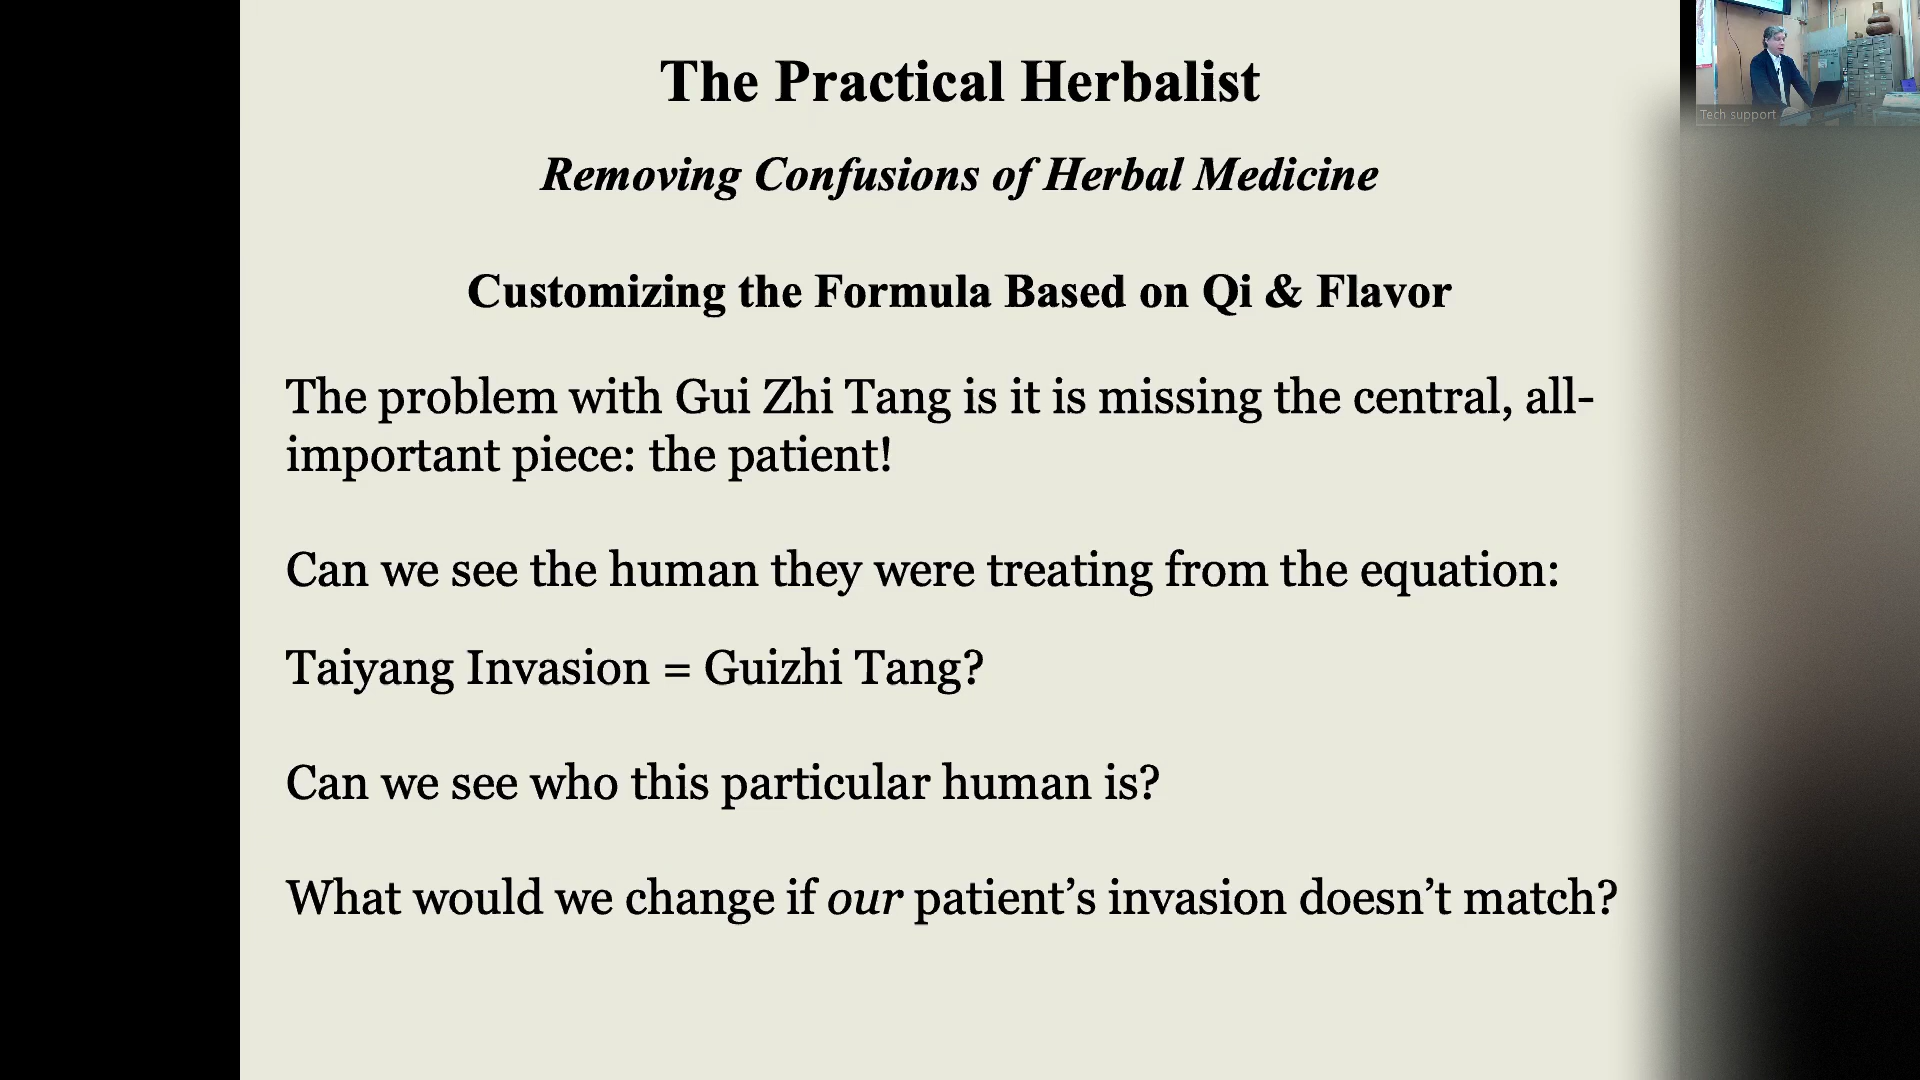 The Practical Herbalist
Removing Confusions of Herbal Medicine
Customizing the Formula Based on Qi & Flavor
The problem with Gui Zhi Tang is it is missing the central, all-
important piece: the patient!
Can we see the human they were treating from the equation:
Taiyang Invasion = Guizhi Tang?
Can we see who this particular human is?
What would we change if our patient’s invasion doesn’t match?
Tech support